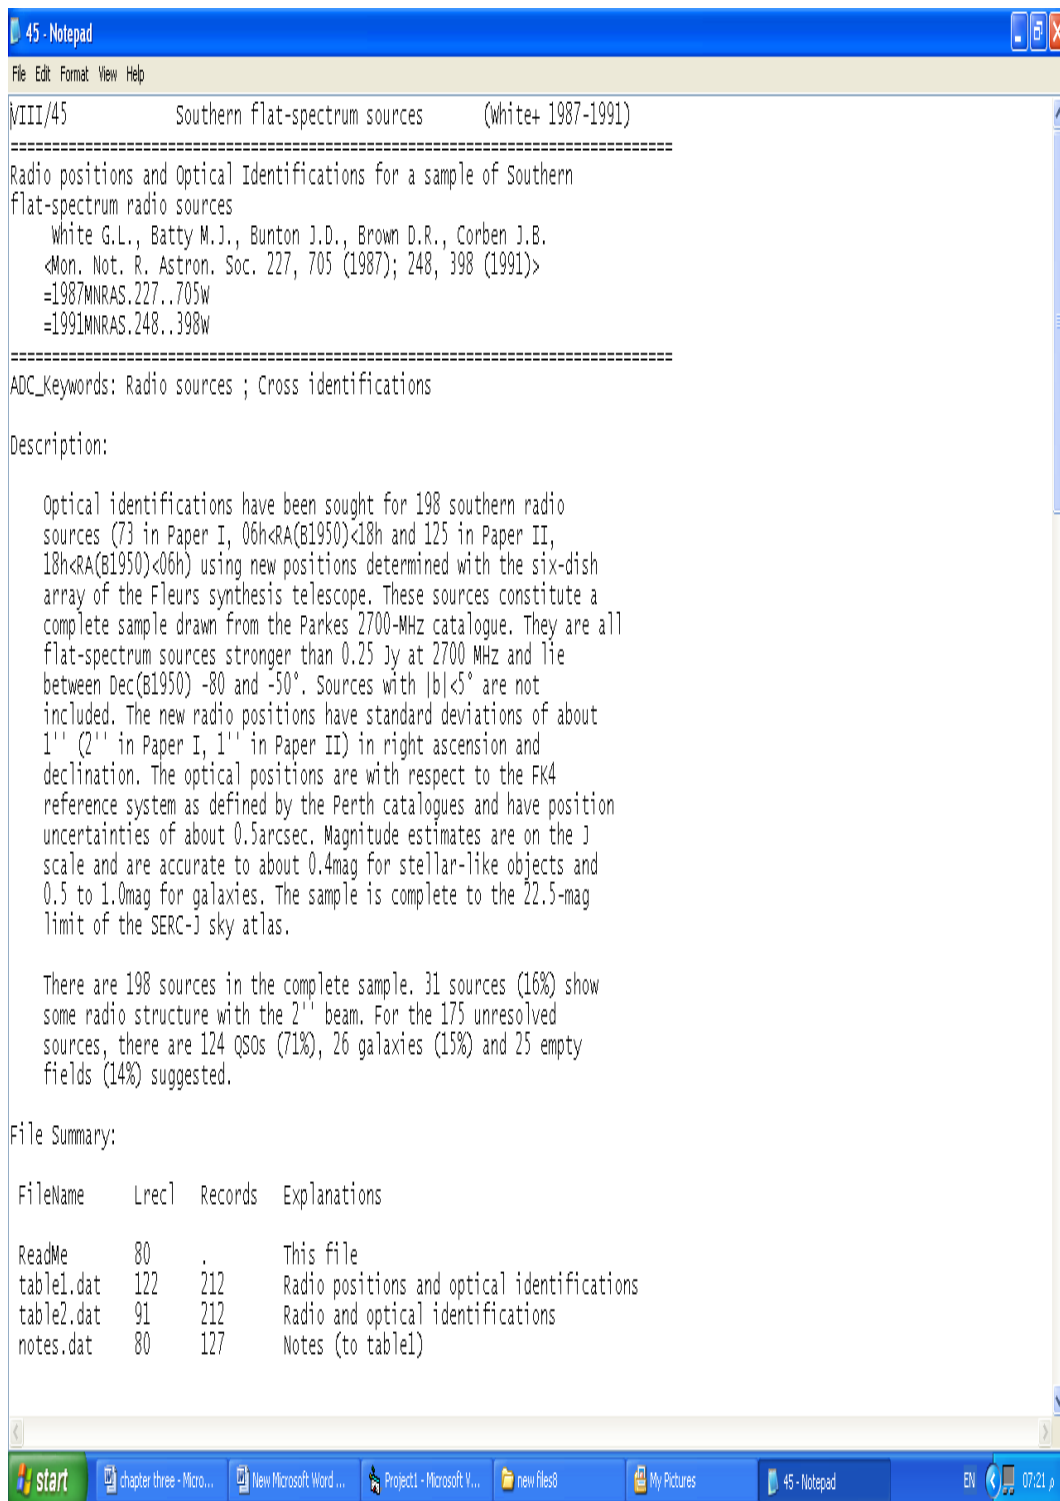 45 - Notepad
File Edit Format View Help
VIII/45 Southern flat-spectrum sources (White+ 1987-1991)
================================================================================
Radio positions and Optical Identifications for a sample of Southern
flat-spectrum radio sources
White G.L., Batty M.J., Bunton J.D., Brown D.R., Corben J.B.
<Mon. Not. R. Astron. Soc. 227, 705 (1987); 248, 398 (1991)>
=1987MNRAS.227..705W
=1991MNRAS.248..398W
================================================================================
ADC_Keywords: Radio sources ; Cross identifications
Description:
Optical identifications have been sought for 198 southern radio
sources (73 in Paper I, 06h<RA(B1950)<18h and 125 in Paper II,
18h<RA(B1950)<06h) using new positions determined with the six-dish
array of the Fleurs synthesis telescope. These sources constitute a
complete sample drawn from the Parkes 2700-MHz catalogue. They are all
flat-spectrum sources stronger than 0.25 Jy at 2700 MHz and lie
between Dec(B1950) -80 and -50°. Sources with |b|<5° are not
included. The new radio positions have standard deviations of about
1'' (2'' in Paper I, 1'' in Paper II) in right ascension and
declination. The optical positions are with respect to the FK4
reference system as defined by the Perth catalogues and have position
uncertainties of about 0.5arcsec. Magnitude estimates are on the J
scale and are accurate to about 0.4mag for stellar-like objects and
0.5 to 1.0mag for galaxies. The sample is complete to the 22.5-mag
limit of the SERC-J sky atlas.
There are 198 sources in the complete sample. 31 sources (16%) show
some radio structure with the 2'' beam. For the 175 unresolved
sources, there are 124 QSOs (71%), 26 galaxies (15%) and 25 empty
fields (14%) suggested.
File Summary:
FileName Lrecl Records Explanations
ReadMe 80 . This file
table1.dat 122 212 Radio positions and optical identifications
table2.dat 91 212 Radio and optical identifications
notes.dat 80 127 Notes (to table1)
start chapter three - Micro... New Microsoft Word ... Project1 - Microsoft V... new files8 My Pictures 45 - Notepad EN 07:21 م